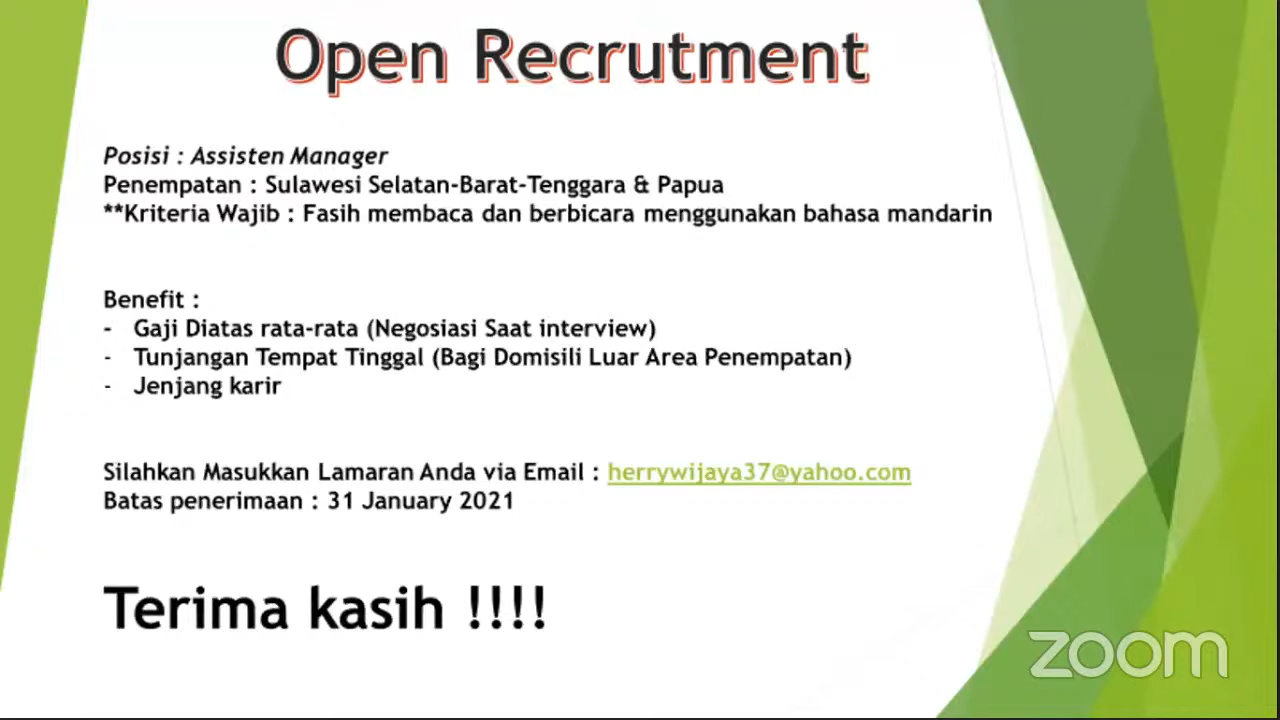 Open Recrutment
Posisi : Assisten Manager
Penempatan : Sulawesi Selatan-Barat-Tenggara & Papua
**Kriteria Wajib : Fasih membaca dan berbicara menggunakan bahasa mandarin
Benefit :
- Gaji Diatas rata-rata (Negosiasi Saat interview)
- Tunjangan Tempat Tinggal (Bagi Domisili Luar Area Penempatan)
- Jenjang karir
Silahkan Masukkan Lamaran Anda via Email : herrywijaya37@yahoo.com
Batas penerimaan : 31 January 2021
Terima kasih !!!!
zoom